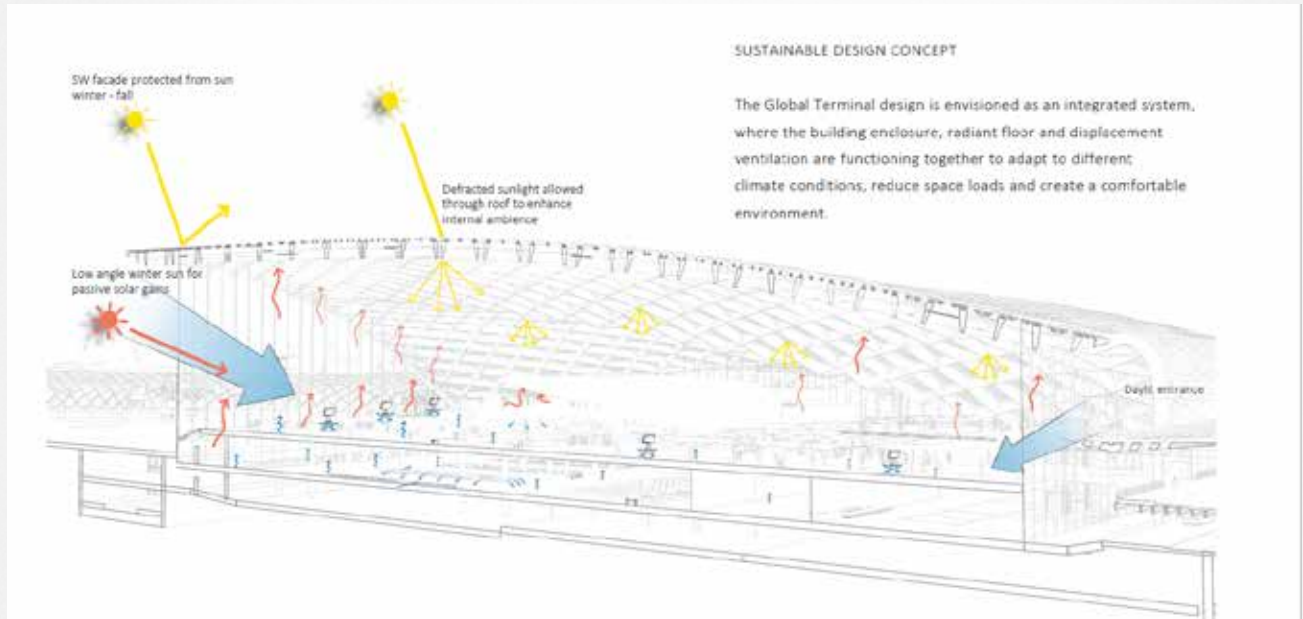 SUSTAINABLE DESIGN CONCEPT
SW facade protected from sun
winter - fall
The Global Terminal design is envisioned as an integrated system,
where the building enclosure, radiant floor and displacement
ventilation are functioning together to adapt to different
climate conditions, reduce space loads and create a comfortable
environment.
Defracted sunlight allowed
through roof to enhance
internal ambience
Low angle winter sun for
passive solar gains
Daylit entrance